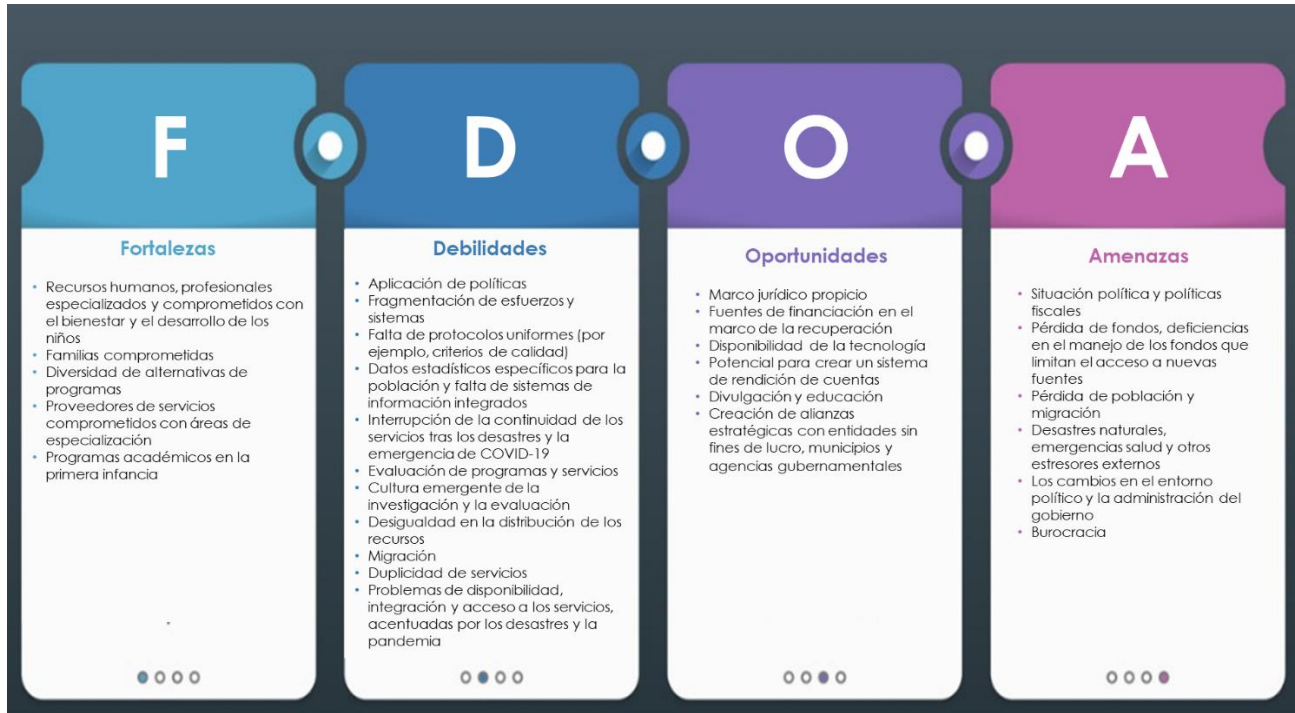 F
Fortalezas
• Recursos humanos, profesionales
especializados y comprometidos con
el bienestar y el desarrollo de los
niños
• Familias comprometidas
• Diversidad de alternativas de
programas
• Proveedores de servicios
comprometidos con áreas de
especialización
• Programas académicos en la
primera infancia
D
Debilidades
• Aplicación de políticas
• Fragmentación de esfuerzos y
sistemas
• Falta de protocolos uniformes (por
ejemplo, criterios de calidad)
• Datos estadísticos específicos para la
población y falta de sistemas de
información integrados
• Interrupción de la continuidad de los
servicios tras los desastres y la
emergencia de COVID-19
• Evaluación de programas y servicios
• Cultura emergente de la
investigación y la evaluación
• Desigualdad en la distribución de los
recursos
• Migración
• Duplicidad de servicios
• Problemas de disponibilidad,
integración y acceso a los servicios,
acentuadas por los desastres y la
pandemia
O
Oportunidades
• Marco jurídico propicio
• Fuentes de financiación en el
marco de la recuperación
• Disponibilidad de la tecnología
• Potencial para crear un sistema
de rendición de cuentas
• Divulgación y educación
• Creación de alianzas
estratégicas con entidades sin
fines de lucro, municipios y
agencias gubernamentales
A
Amenazas
• Situación política y políticas
fiscales
• Pérdida de fondos, deficiencias
en el manejo de los fondos que
limitan el acceso a nuevas
fuentes
• Pérdida de población y
migración
• Desastres naturales,
emergencias salud y otros
estresores externos
• Los cambios en el entorno
político y la administración del
gobierno
• Burocracia